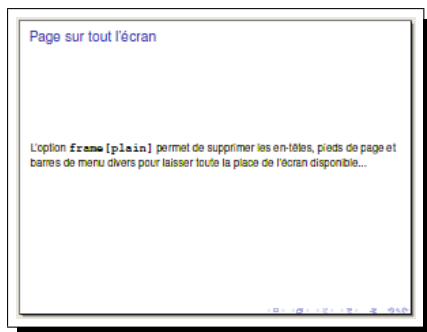 Page sur tout l'écran
L'option frame[plain] permet de supprimer les en-têtes, pieds de page et
barres de menu divers pour laisser toute la place de l'écran disponible...